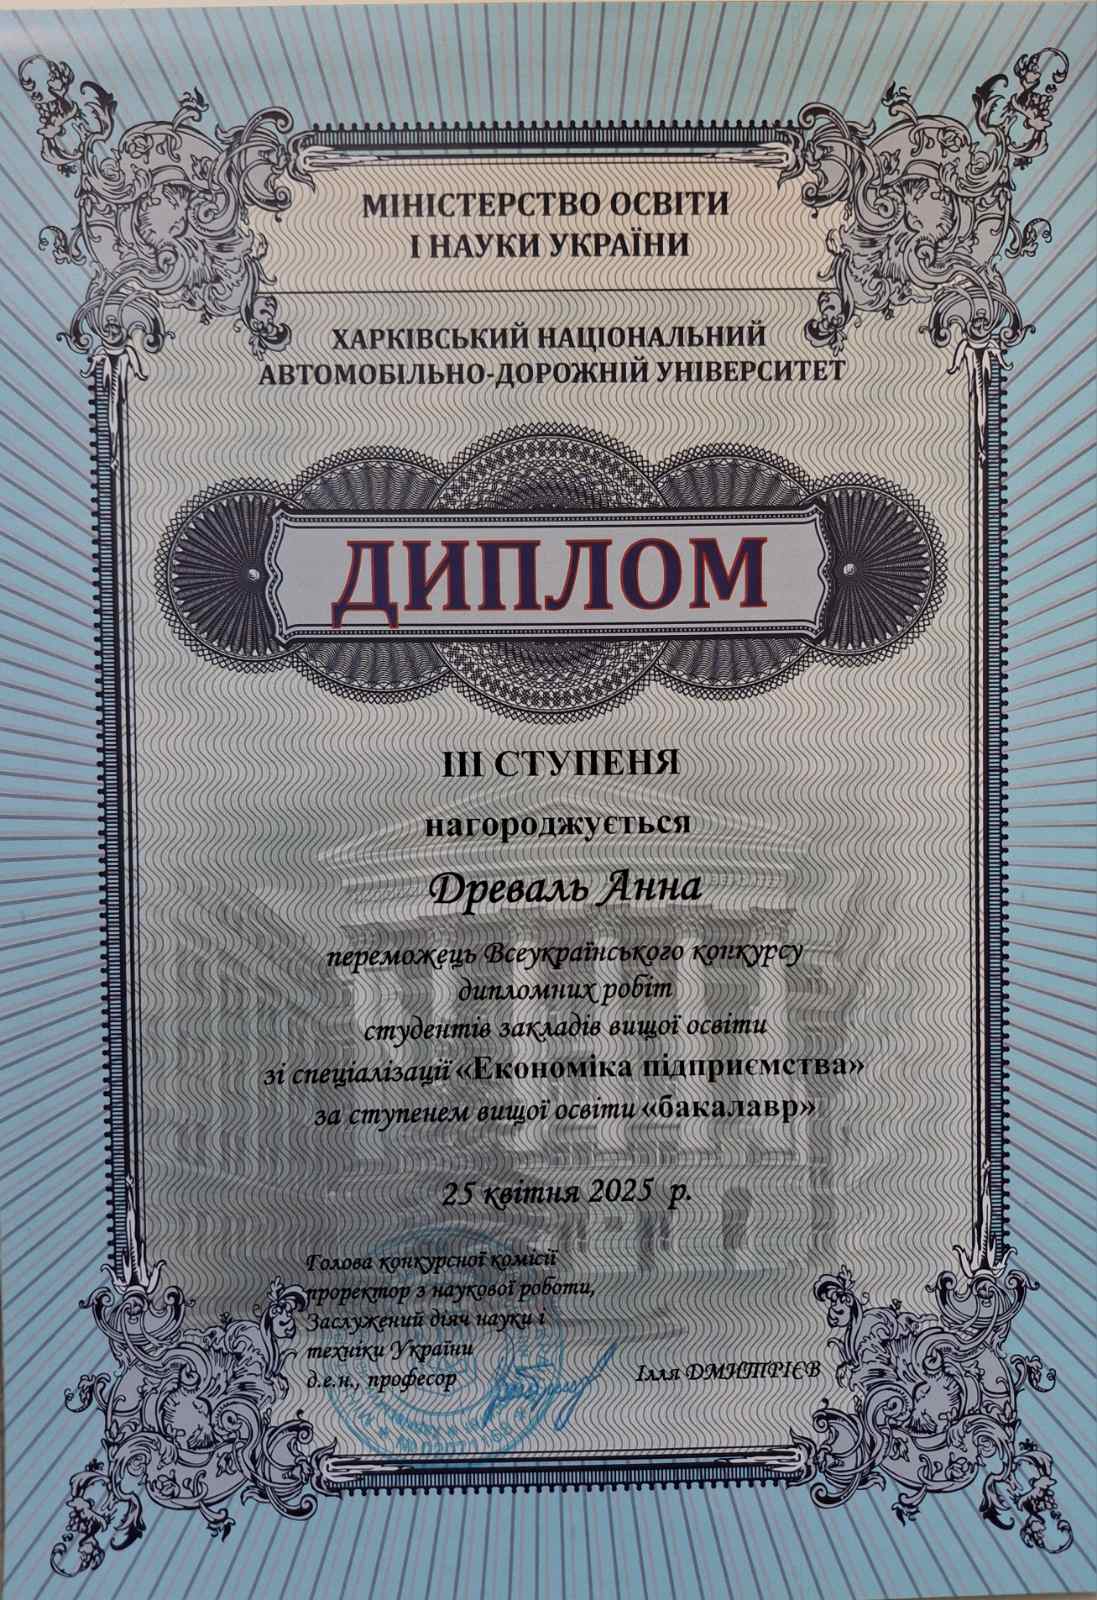 МІНІСТЕРСТВО ОСВІТИ
І НАУКИ УКРАЇНИ
ХАРКІВСЬКИЙ НАЦІОНАЛЬНИЙ
АВТОМОБІЛЬНО-ДОРОЖНІЙ УНІВЕРСИТЕТ
ДИПЛОМ
ІІІ СТУПЕНЯ
нагороджується
Древаль Анна
переможець Всеукраїнського конкурсу
дипломних робіт
студентів закладів вищої освіти
зі спеціалізації «Економіка підприємства»
за ступенем вищої освіти «бакалавр»
25 квітня 2025 р.
Голова конкурсної комісії
проректор з наукової роботи,
Заслужений діяч науки і
техніки України
д.е.н., професор
Ілля ДМИТРІЄВ